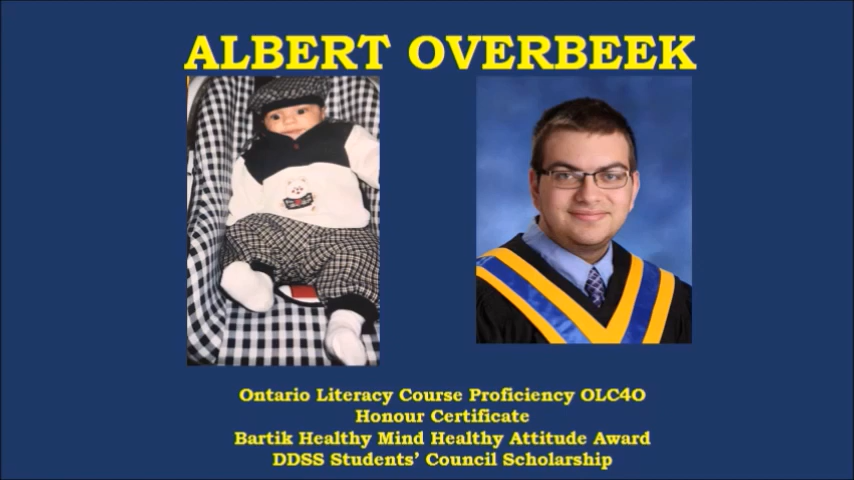 ALBERT OVERBEEK
Ontario Literacy Course Proficiency OLC4O
Honour Certificate
Bartik Healthy Mind Healthy Attitude Award
DDSS Students' Council Scholarship